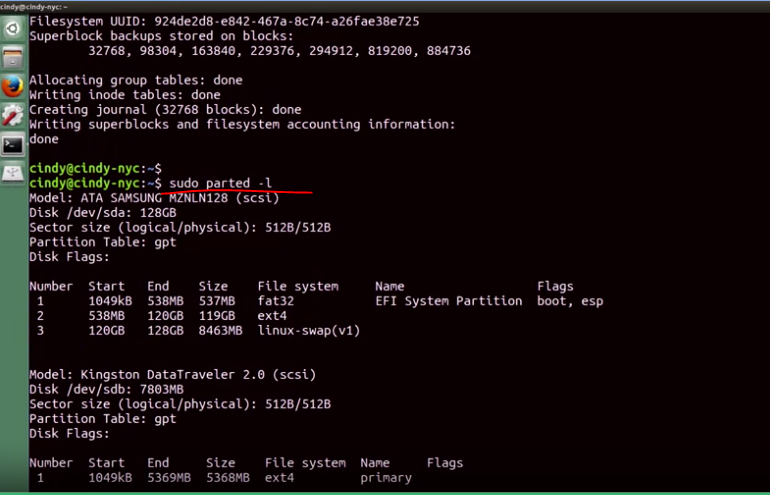 cindy@cindy-nyc: ~
Filesystem UUID: 924de2d8-e842-467a-8c74-a26fae38e725
Superblock backups stored on blocks:
32768, 98304, 163840, 229376, 294912, 819200, 884736
Allocating group tables: done
Writing inode tables: done
Creating journal (32768 blocks): done
Writing superblocks and filesystem accounting information:
done
cindy@cindy-nyc:~$
cindy@cindy-nyc:~$ sudo parted -l
Model: ATA SAMSUNG MZNLN128 (scsi)
Disk /dev/sda: 128GB
Sector size (logical/physical): 512B/512B
Partition Table: gpt
Disk Flags:
Number  Start   End    Size    File system     Name                  Flags
1      1049kB  538MB  537MB   fat32           EFI System Partition  boot, esp
2      538MB   120GB  119GB   ext4
3      120GB   128GB  8463MB  linux-swap(v1)
Model: Kingston DataTraveler 2.0 (scsi)
Disk /dev/sdb: 7803MB
Sector size (logical/physical): 512B/512B
Partition Table: gpt
Disk Flags:
Number  Start   End     Size    File system  Name     Flags
1      1049kB  5369MB  5368MB  ext4         primary